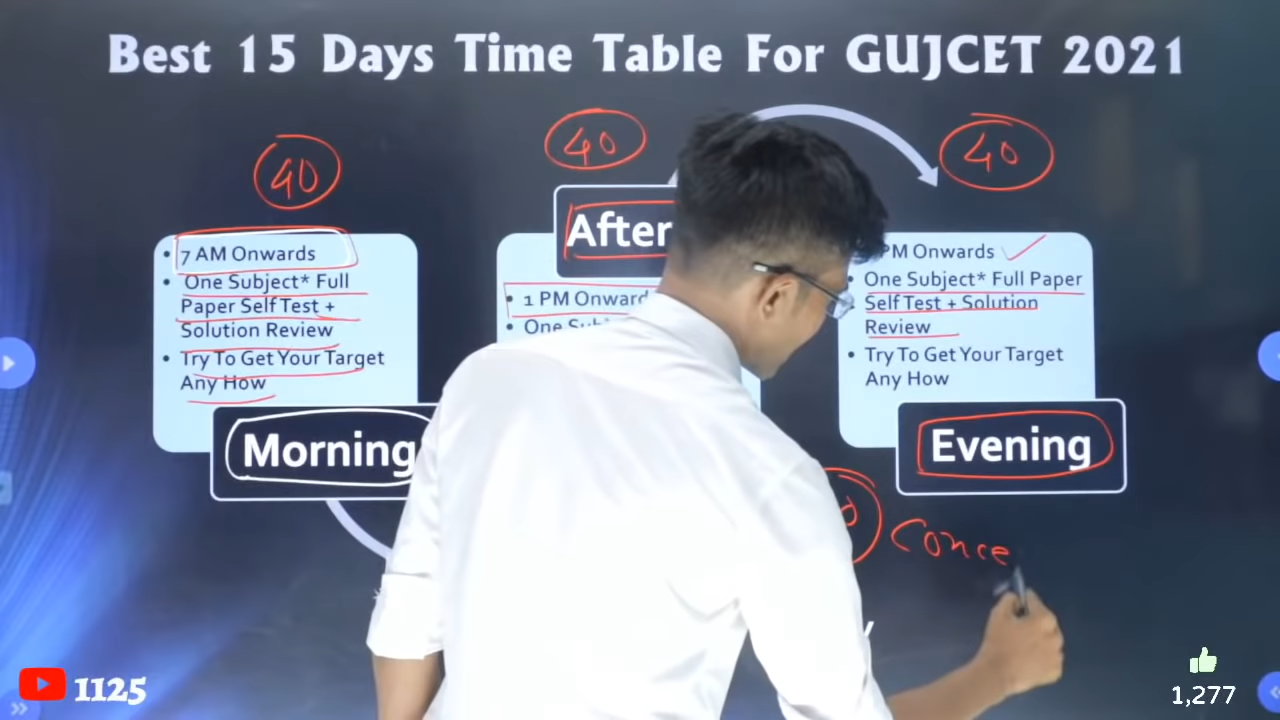 Best 15 Days Time Table For GUJCET 2021
40
40
40
7 AM Onwards
One Subject* Full
Paper Self Test +
Solution Review
Try To Get Your Target
Any How
Morning
After
1 PM Onward
One
PM Onwards
One Subject* Full Paper
Self Test + Solution
Review
Try To Get Your Target
Any How
Evening
Conce
1125
1,277